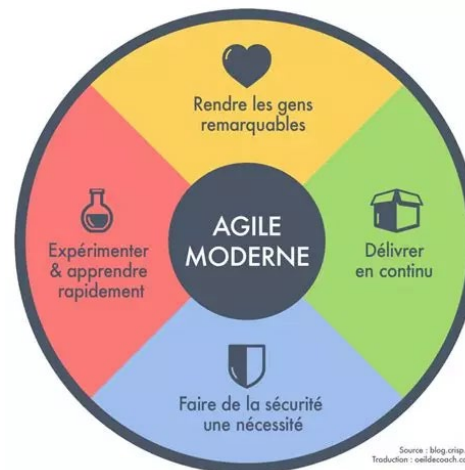 Rendre les gens
remarquables
Expérimenter
& apprendre
rapidement
AGILE
MODERNE
Délivrer
en continu
Faire de la sécurité
une nécessité
Source : blog.crisp
Traduction : oeildecoach.co